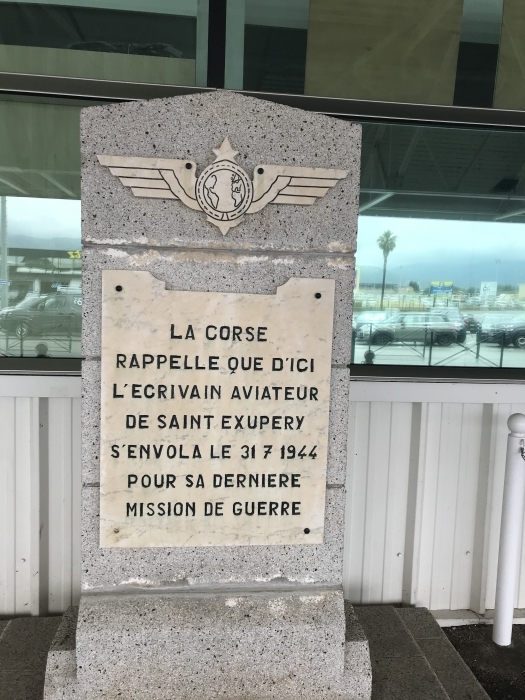 LA CORSE
RAPPELLE QUE D'ICI
L'ECRIVAIN AVIATEUR
DE SAINT EXUPERY
S'ENVOLA LE 31 7 1944
POUR SA DERNIERE
MISSION DE GUERRE